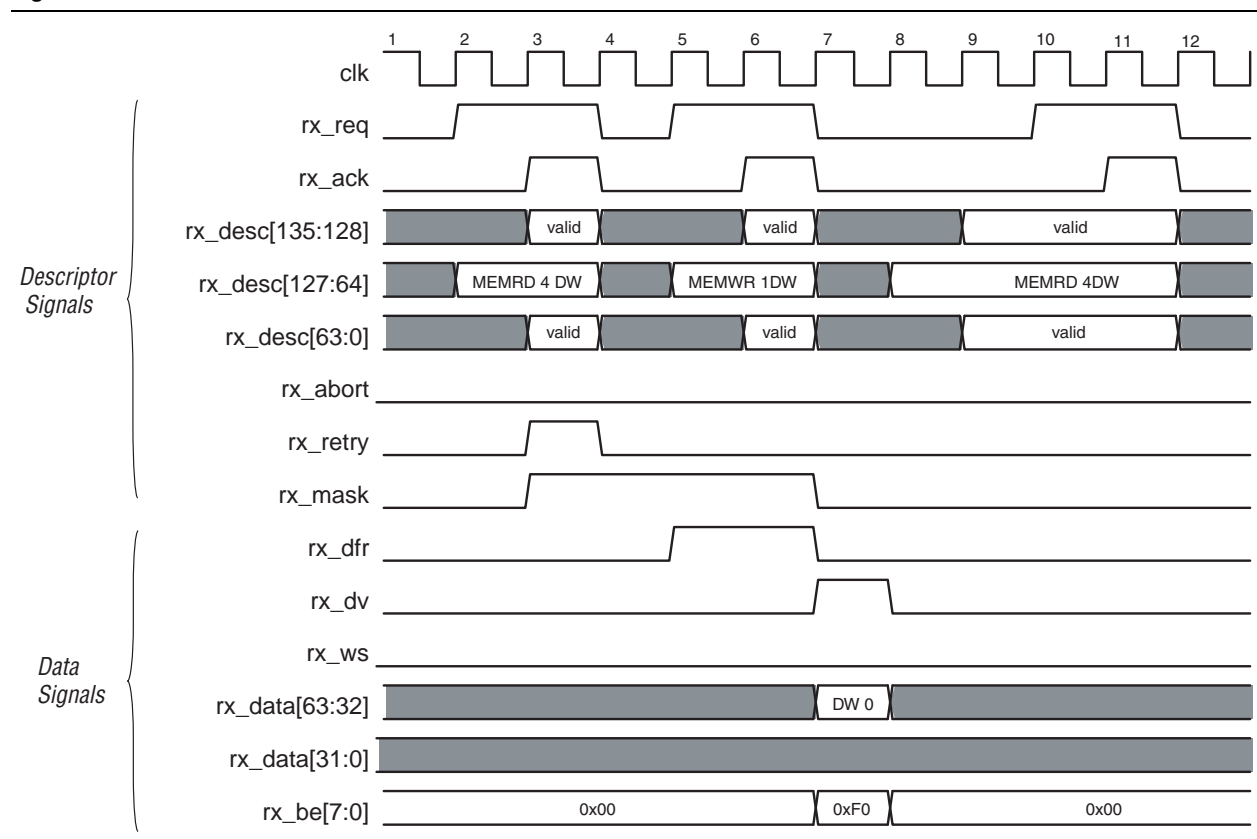 1 2 3 4 5 6 7 8 9 10 11 12
clk
rx_req
rx_ack
rx_desc[135:128] valid valid valid
Descriptor
Signals
rx_desc[127:64] MEMRD 4 DW MEMWR 1DW MEMRD 4DW
rx_desc[63:0] valid valid valid
rx_abort
rx_retry
rx_mask
rx_dfr
rx_dv
rx_ws
Data
Signals
rx_data[63:32] DW 0
rx_data[31:0]
rx_be[7:0] 0x00 0xF0 0x00